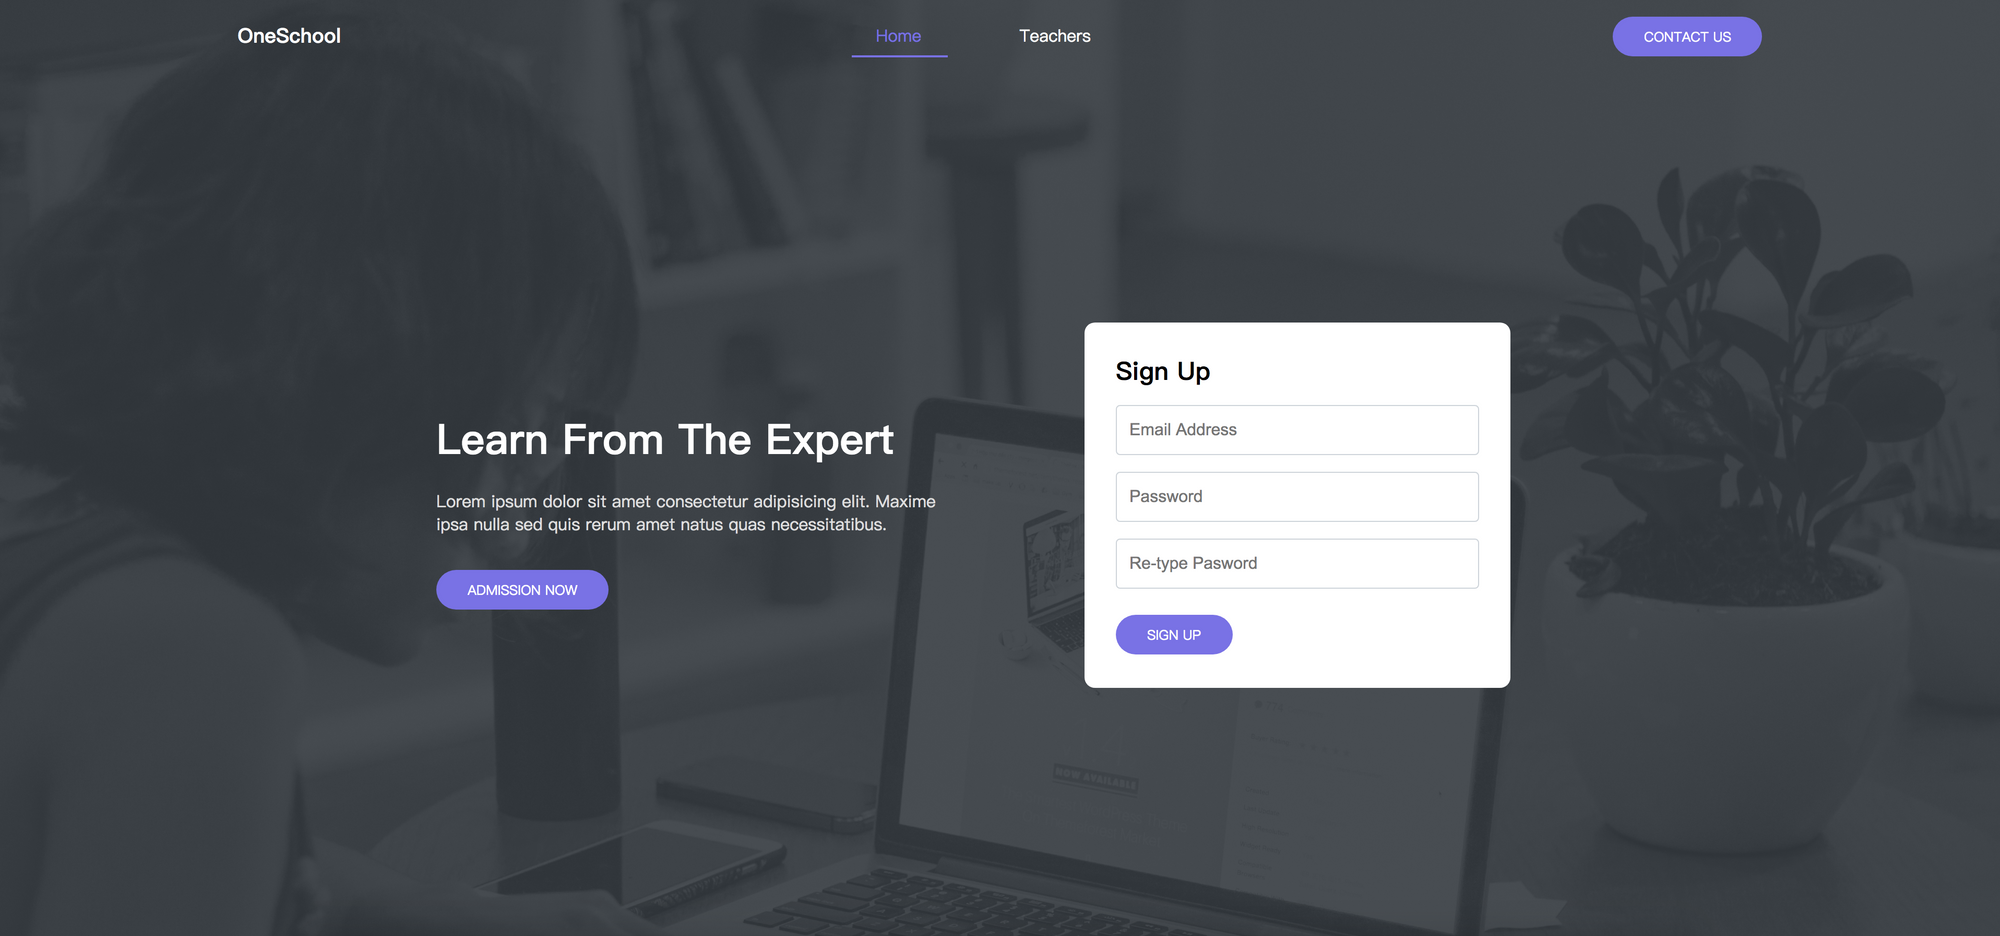 OneSchool
Home
Teachers
CONTACT US
Learn From The Expert
Lorem ipsum dolor sit amet consectetur adipisicing elit. Maxime
ipsa nulla sed quis rerum amet natus quas necessitatibus.
ADMISSION NOW
Sign Up
Email Address
Password
Re-type Pasword
SIGN UP
NOW AVAILABLE